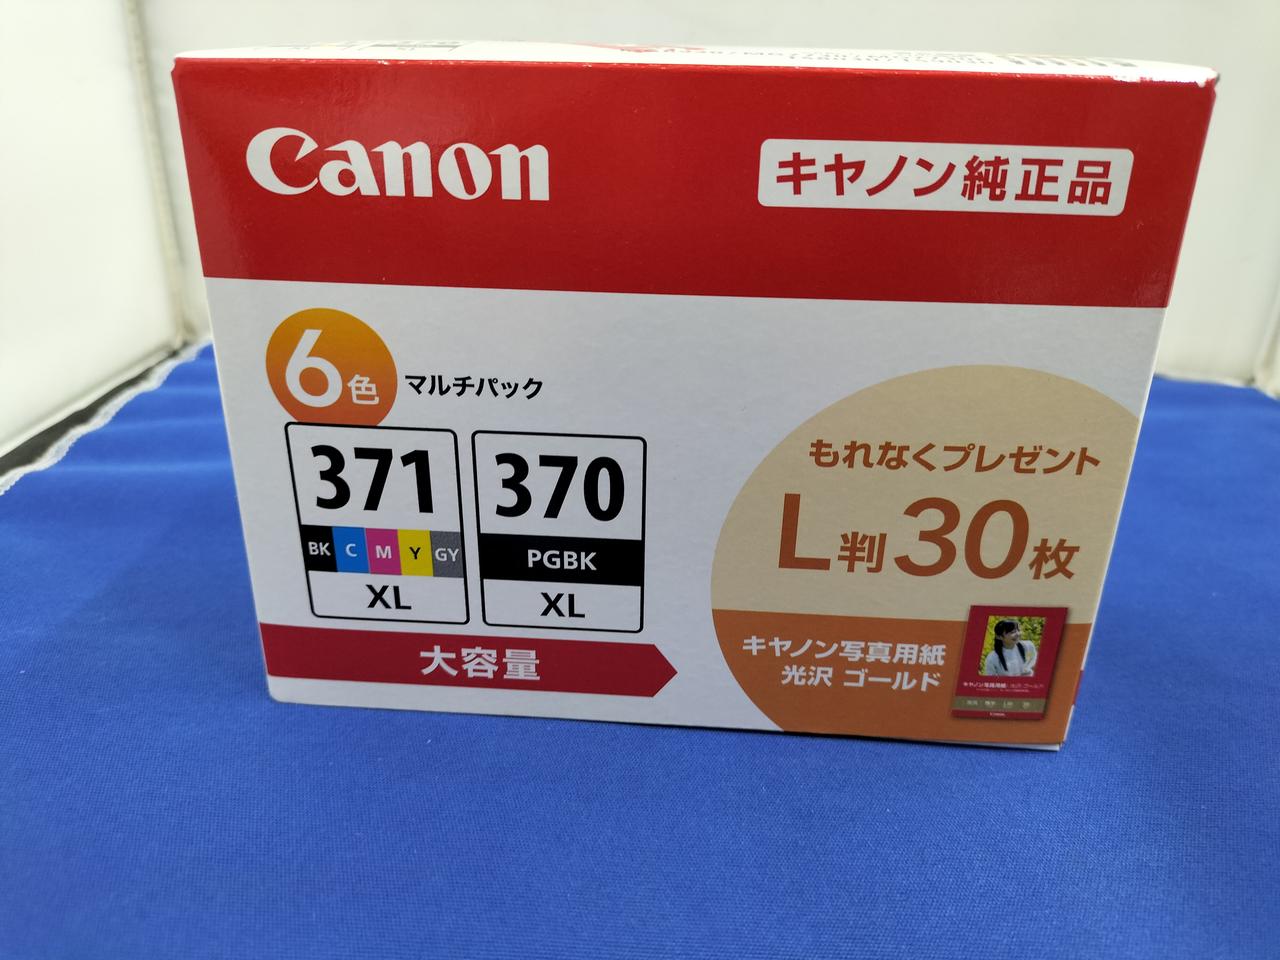 Canon
キヤノン純正品
6色 マルチパック
371
BK C M Y GY
XL
370
PGBK
XL
大容量
もれなくプレゼント
L判30枚
キヤノン写真用紙
光沢 ゴールド